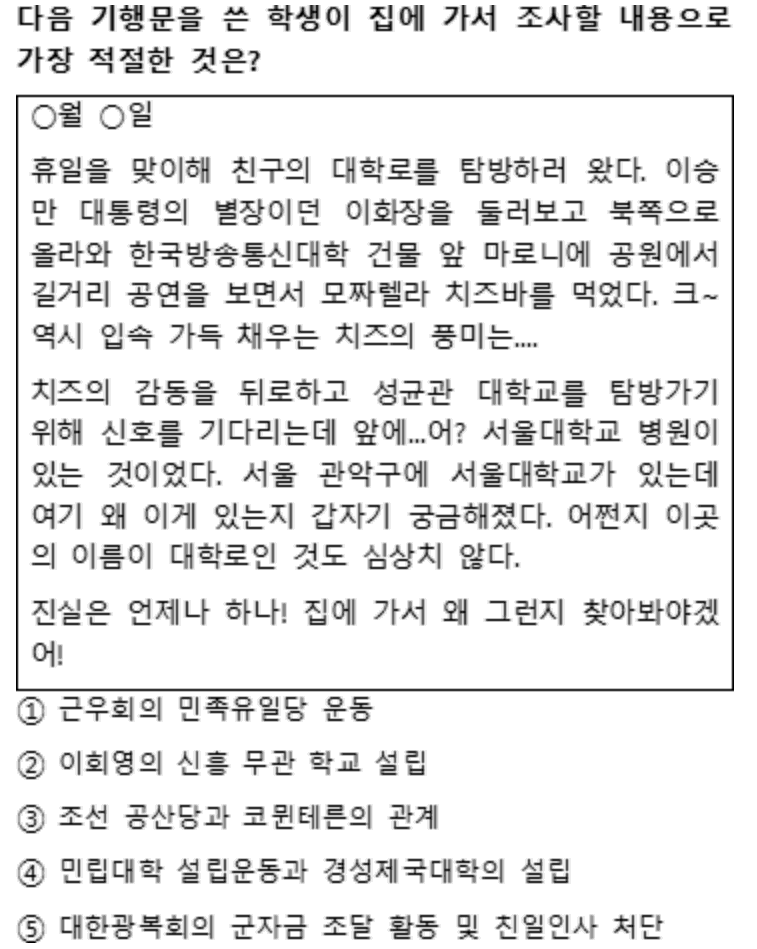 다음 기행문을 쓴 학생이 집에 가서 조사할 내용으로
가장 적절한 것은?
○월 ○일
휴일을 맞이해 친구의 대학로를 탐방하러 왔다. 이승
만 대통령의 별장이던 이화장을 둘러보고 북쪽으로
올라와 한국방송통신대학 건물 앞 마로니에 공원에서
길거리 공연을 보면서 모짜렐라 치즈바를 먹었다. 크~
역시 입속 가득 채우는 치즈의 풍미는....
치즈의 감동을 뒤로하고 성균관 대학교를 탐방가기
위해 신호를 기다리는데 앞에...어? 서울대학교 병원이
있는 것이었다. 서울 관악구에 서울대학교가 있는데
여기 왜 이게 있는지 갑자기 궁금해졌다. 어쩐지 이곳
의 이름이 대학로인 것도 심상치 않다.
진실은 언제나 하나! 집에 가서 왜 그런지 찾아봐야겠
어!
① 근우회의 민족유일당 운동
② 이회영의 신흥 무관 학교 설립
③ 조선 공산당과 코뮌테른의 관계
④ 민립대학 설립운동과 경성제국대학의 설립
⑤ 대한광복회의 군자금 조달 활동 및 친일인사 처단